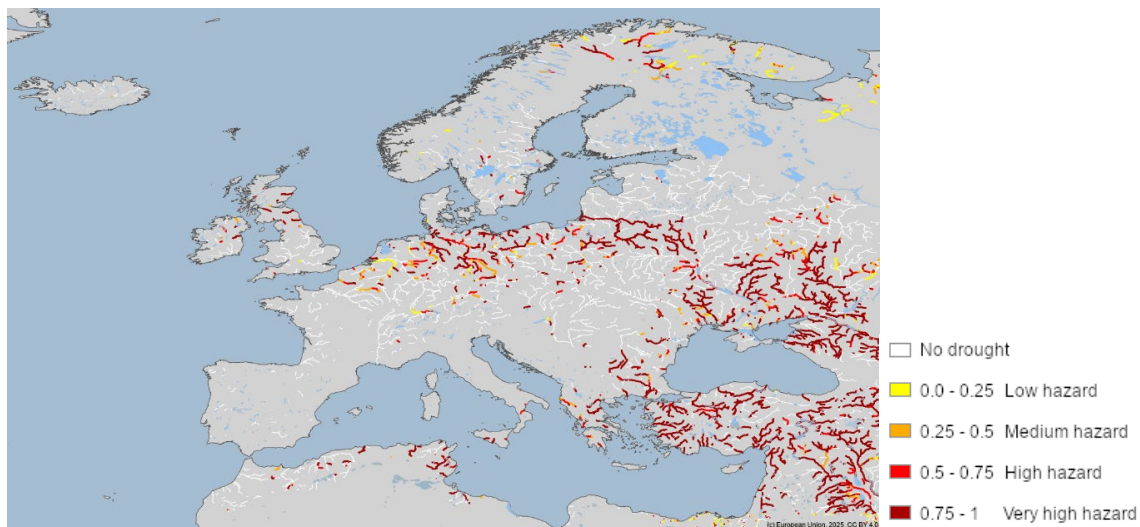 No drought
0.0 - 0.25 Low hazard
0.25 - 0.5 Medium hazard
0.5 - 0.75 High hazard
0.75 - 1 Very high hazard
(c) European Union, 2025, CC BY 4.0